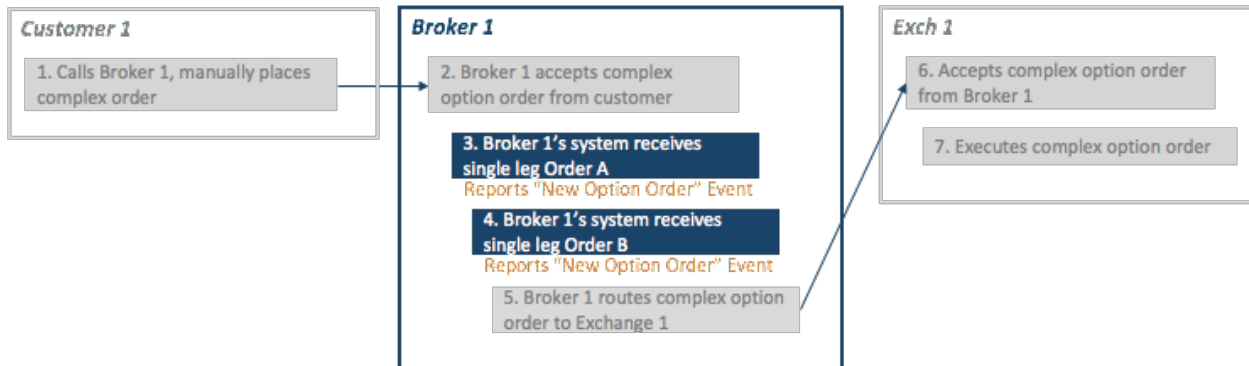 Customer 1
1. Calls Broker 1, manually places
complex order
Broker 1
2. Broker 1 accepts complex
option order from customer
3. Broker 1's system receives
single leg Order A
Reports "New Option Order" Event
4. Broker 1's system receives
single leg Order B
Reports "New Option Order" Event
5. Broker 1 routes complex option
order to Exchange 1
Exch 1
6. Accepts complex option order
from Broker 1
7. Executes complex option order